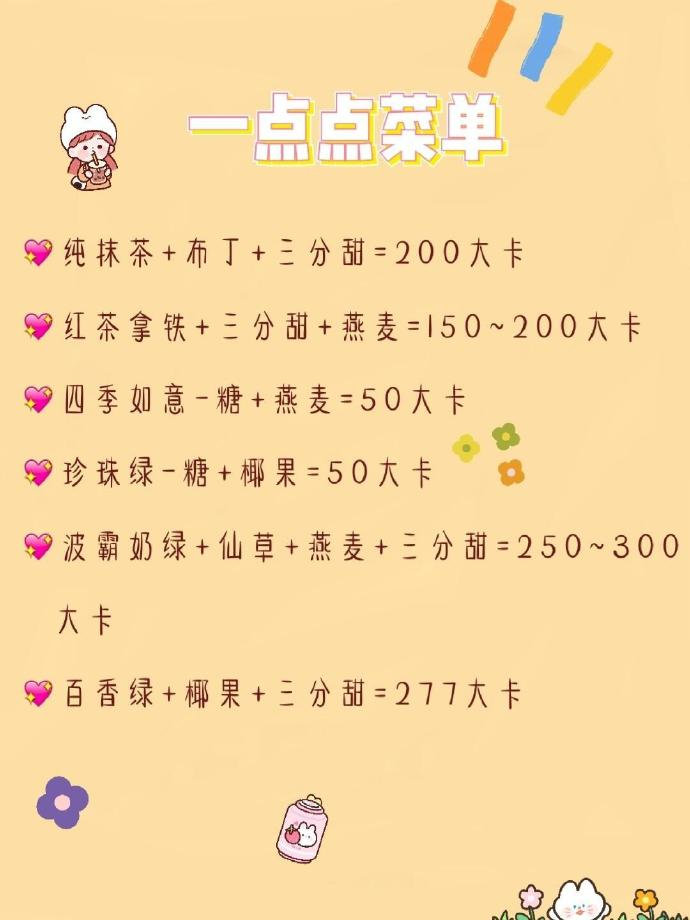 一点点菜单
💖纯抹茶+布丁+三分甜=200大卡
💖红茶拿铁+三分甜+燕麦=150~200大卡
💖四季如意-糖+燕麦=50大卡
💖珍珠绿-糖+椰果=50大卡
💖波霸奶绿+仙草+燕麦+三分甜=250~300
大卡
💖百香绿+椰果+三分甜=277大卡